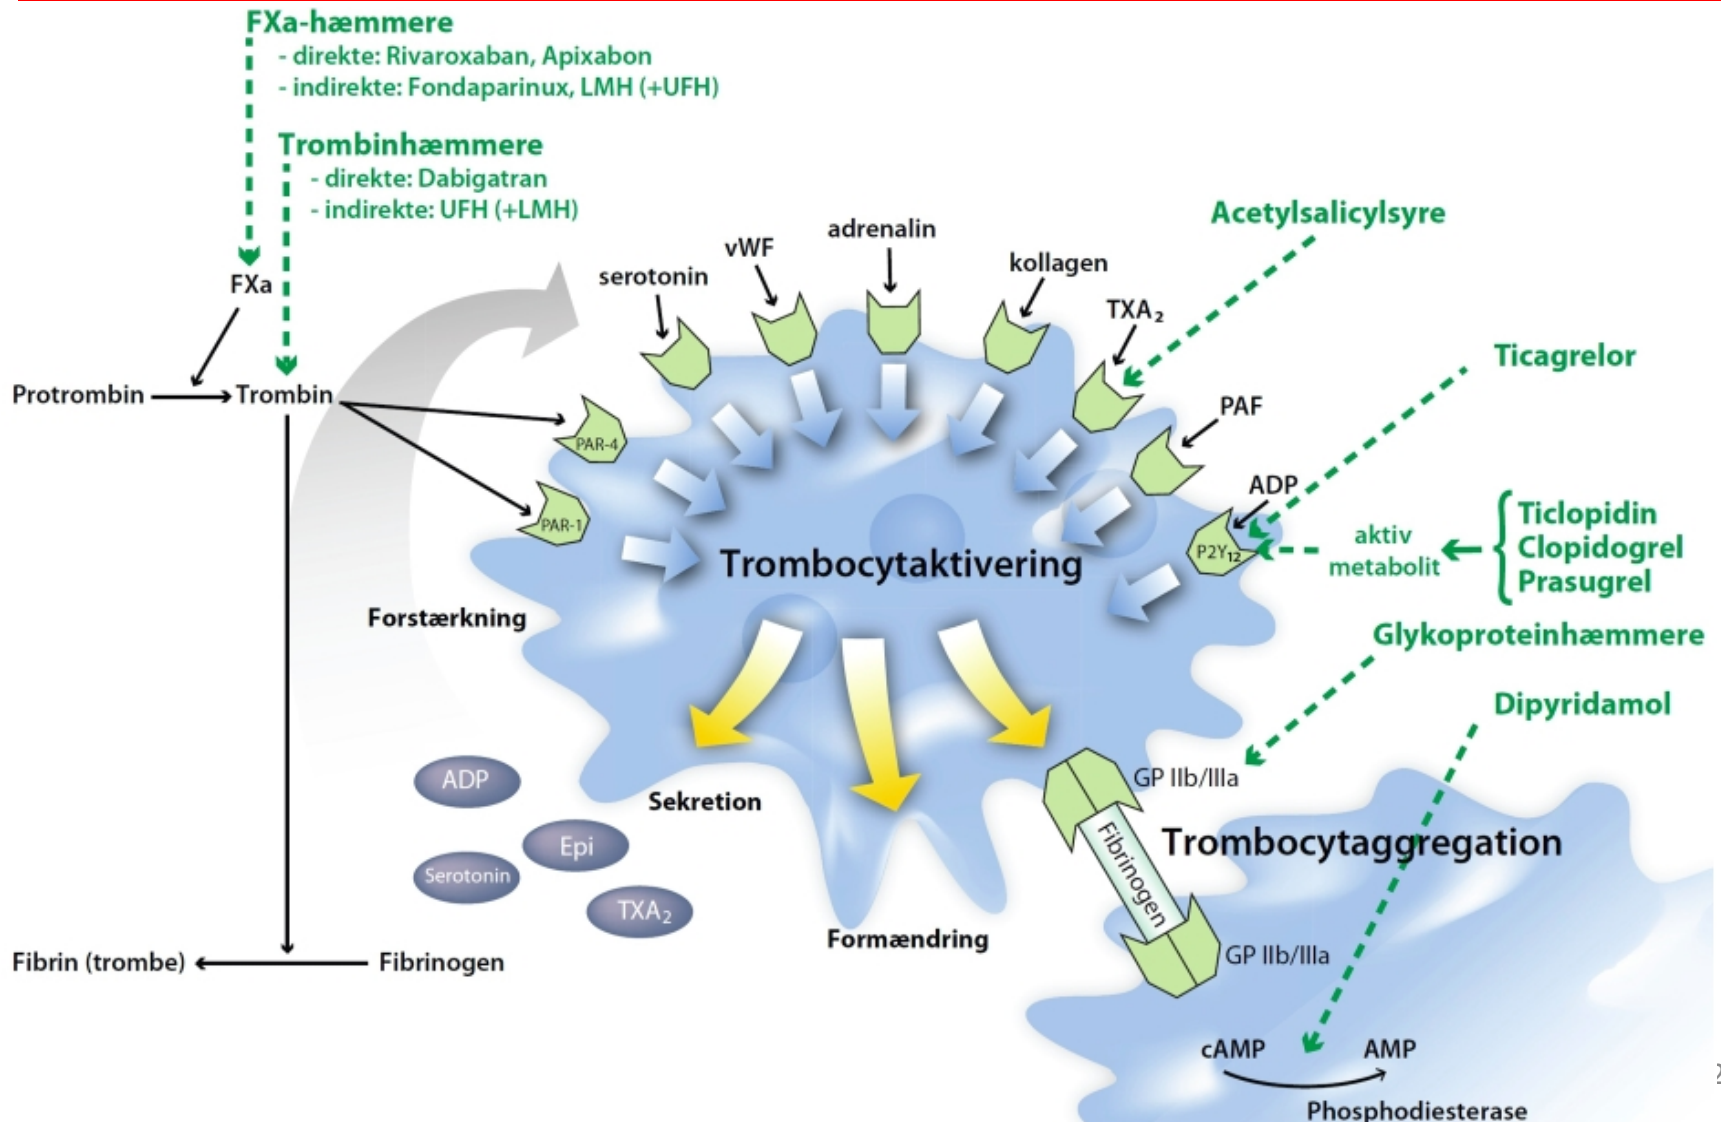 FXa-hæmmere
- direkte: Rivaroxaban, Apixabon
- indirekte: Fondaparinux, LMH (+UFH)
Trombinhæmmere
- direkte: Dabigatran
- indirekte: UFH (+LMH)
FXa
Protrombin
Trombin
serotonin
vWF
adrenalin
kollagen
TXA2
PAF
ADP
PAR-4
PAR-1
P2Y12
Acetylsalicylsyre
Ticagrelor
aktiv
metabolit
Ticlopidin
Clopidogrel
Prasugrel
Glykoproteinhæmmere
Dipyridamol
Trombocytaktivering
Forstærkning
Sekretion
ADP
Epi
Serotonin
TXA2
Formændring
GP IIb/IIIa
Fibrinogen
GP IIb/IIIa
Trombocytaggregation
Fibrin (trombe)
Fibrinogen
cAMP
AMP
Phosphodiesterase